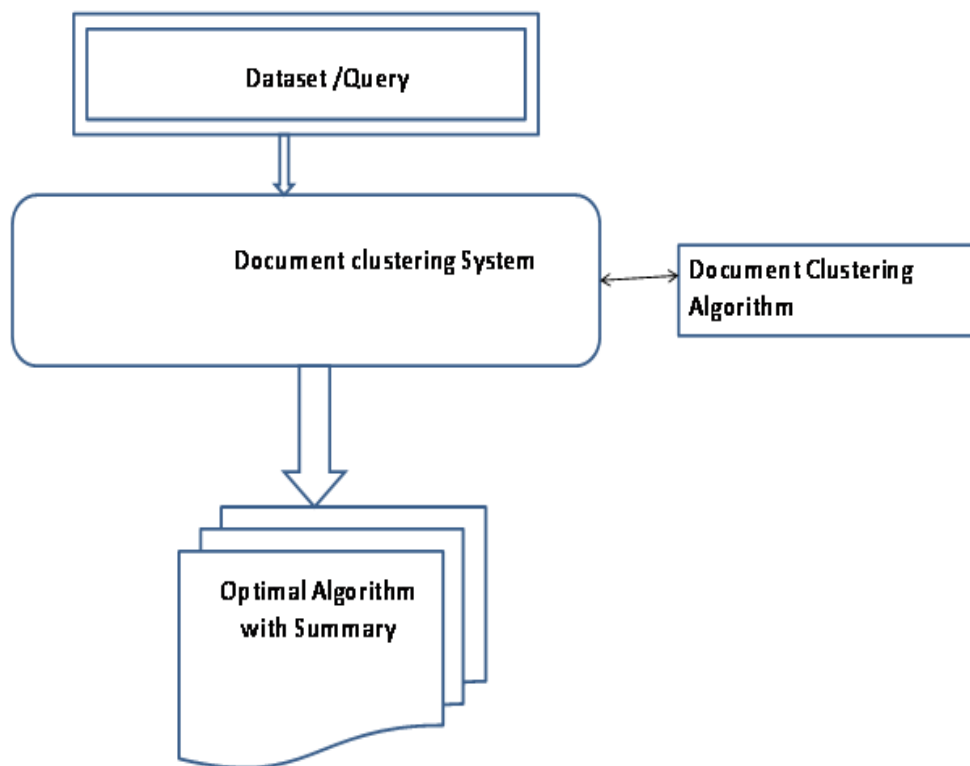 Dataset /Query
Document clustering System
Document Clustering
Algorithm
Optimal Algorithm
with Summary